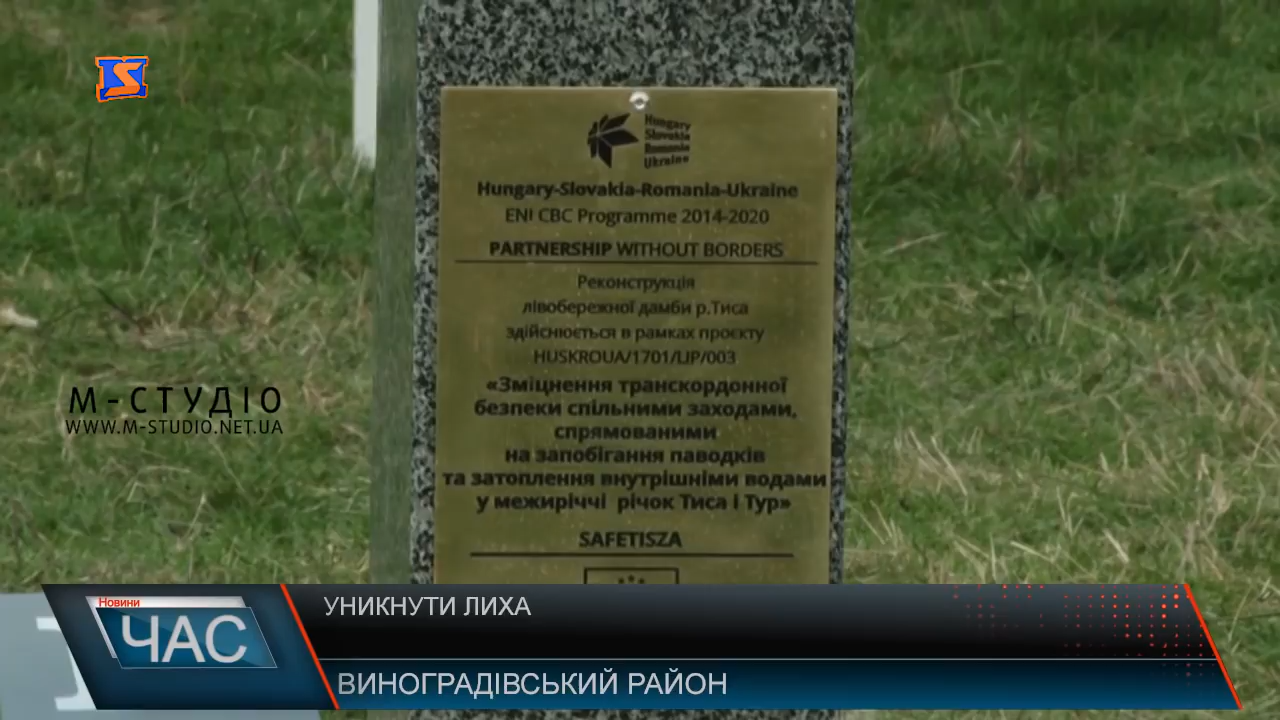 S
Hungary
Slovakia
Romania
Ukraine
Hungary-Slovakia-Romania-Ukraine
ENI CBC Programme 2014-2020
PARTNERSHIP WITHOUT BORDERS
Реконструкція
лівобережної дамби р.Тиса
здійснюється в рамках проєкту
HUSKROUA/1701/LIP/003
«Зміцнення транскордонної
безпеки спільними заходами,
спрямованими
на запобігання паводків
та затоплення внутрішніми водами
у межиріччі річок Тиса і Тур»
SAFETISZA
М-СТУДІО
WWW.M-STUDIO.NET.UA
Новини
ЧАС
УНИКНУТИ ЛИХА
ВИНОГРАДІВСЬКИЙ РАЙОН